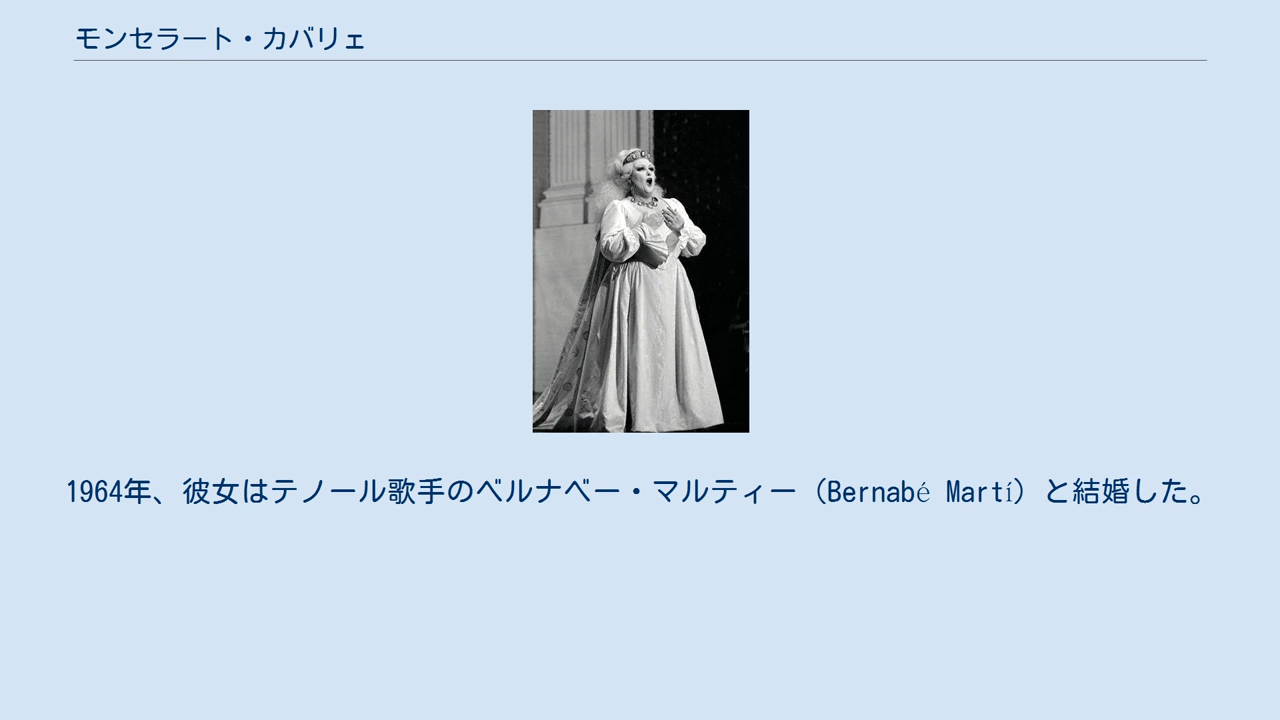 モンセラート・カバリェ
1964年、彼女はテノール歌手のベルナベー・マルティー（Bernabé Martí）と結婚した。